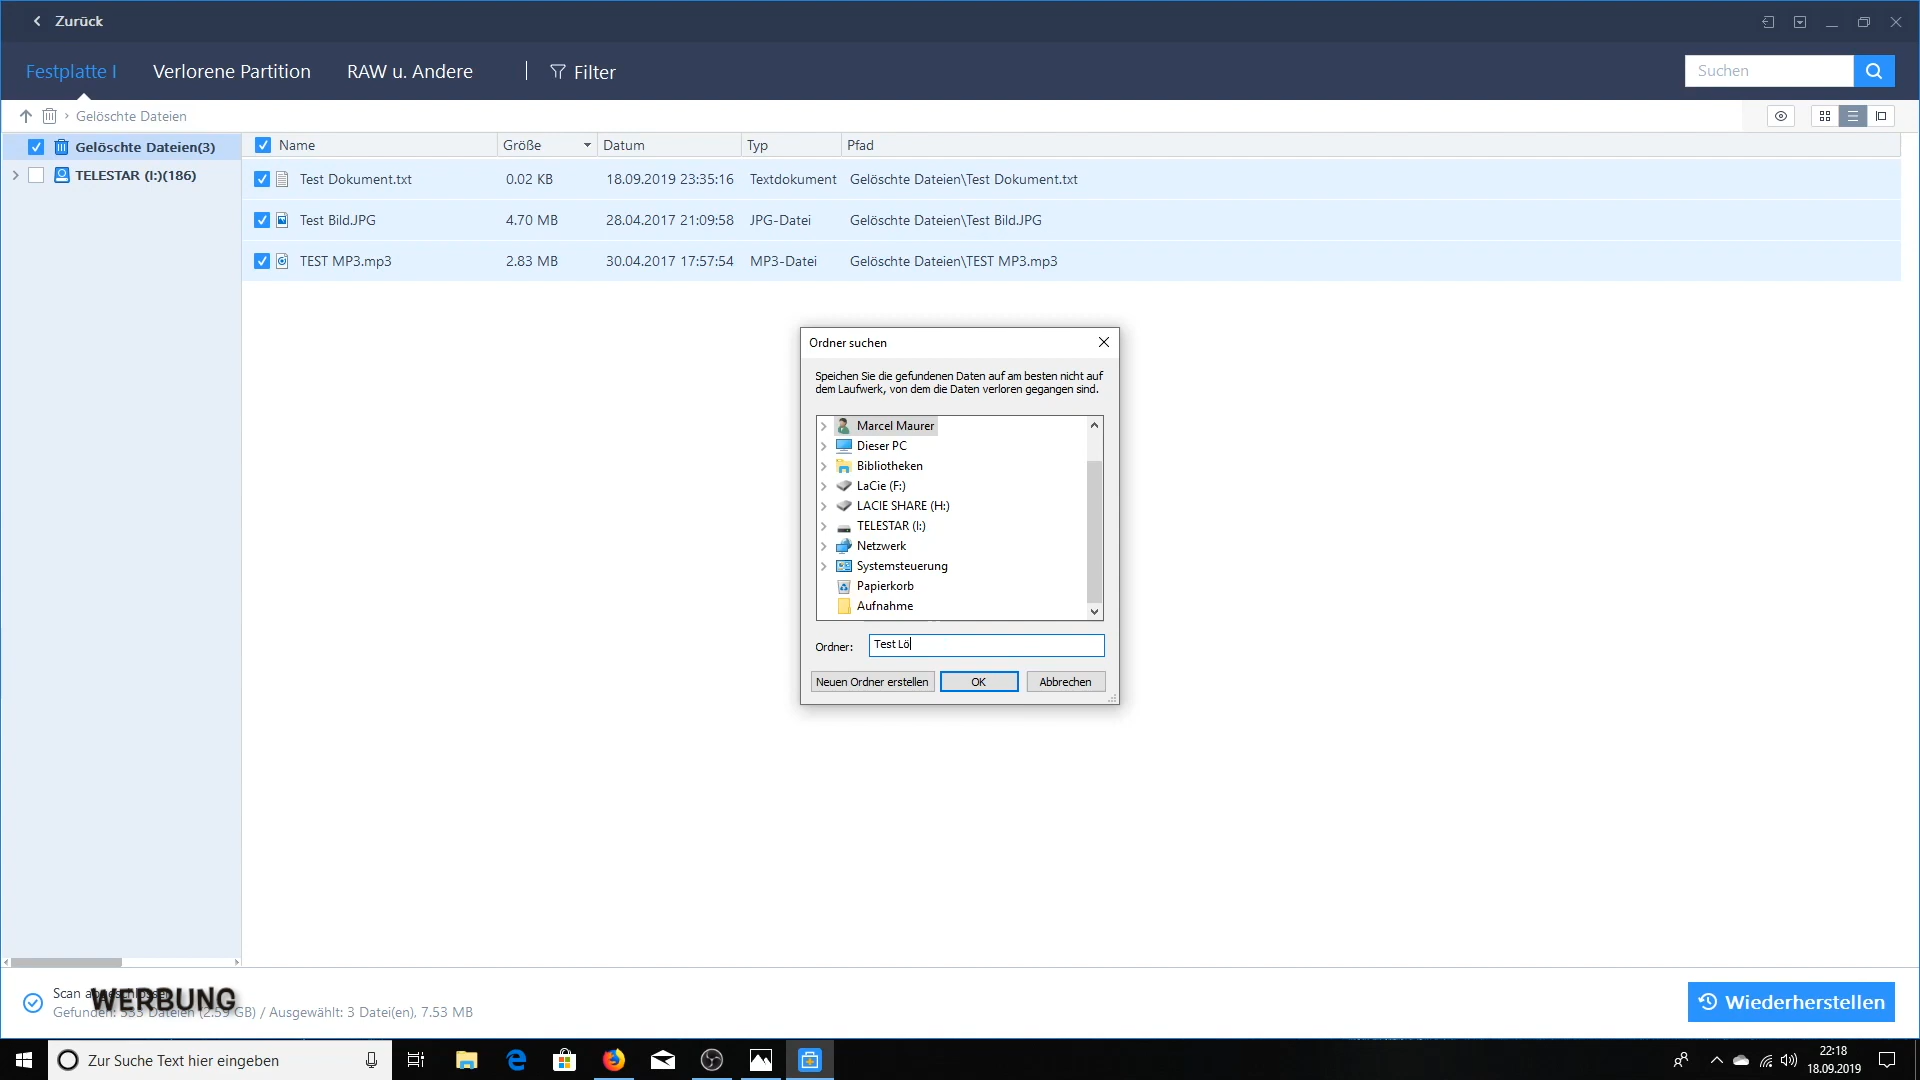 Zurück
Festplatte I
Verlorene Partition
RAW u. Andere
Filter
Suchen
Gelöschte Dateien
Gelöschte Dateien(3)
TELESTAR (I:)(186)
Name Größe Datum Typ Pfad
Test Dokument.txt 0.02 KB 18.09.2019 23:35:16 Textdokument Gelöschte Dateien\Test Dokument.txt
Test Bild.JPG 4.70 MB 28.04.2017 21:09:58 JPG-Datei Gelöschte Dateien\Test Bild.JPG
TEST MP3.mp3 2.83 MB 30.04.2017 17:57:54 MP3-Datei Gelöschte Dateien\TEST MP3.mp3
Ordner suchen
Speichen Sie die gefundenen Daten auf am besten nicht auf
dem Laufwerk, von dem die Daten verloren gegangen sind.
Marcel Maurer
Dieser PC
Bibliotheken
LaCie (F:)
LACIE SHARE (H:)
TELESTAR (I:)
Netzwerk
Systemsteuerung
Papierkorb
Aufnahme
Ordner: Test Lö
Neuen Ordner erstellen OK Abbrechen
Scan abgeschlossen
WERBUNG
Gefunden: 533 Dateien (2.59 GB) / Ausgewählt: 3 Datei(en), 7.53 MB
Wiederherstellen
Zur Suche Text hier eingeben
22:18
18.09.2019